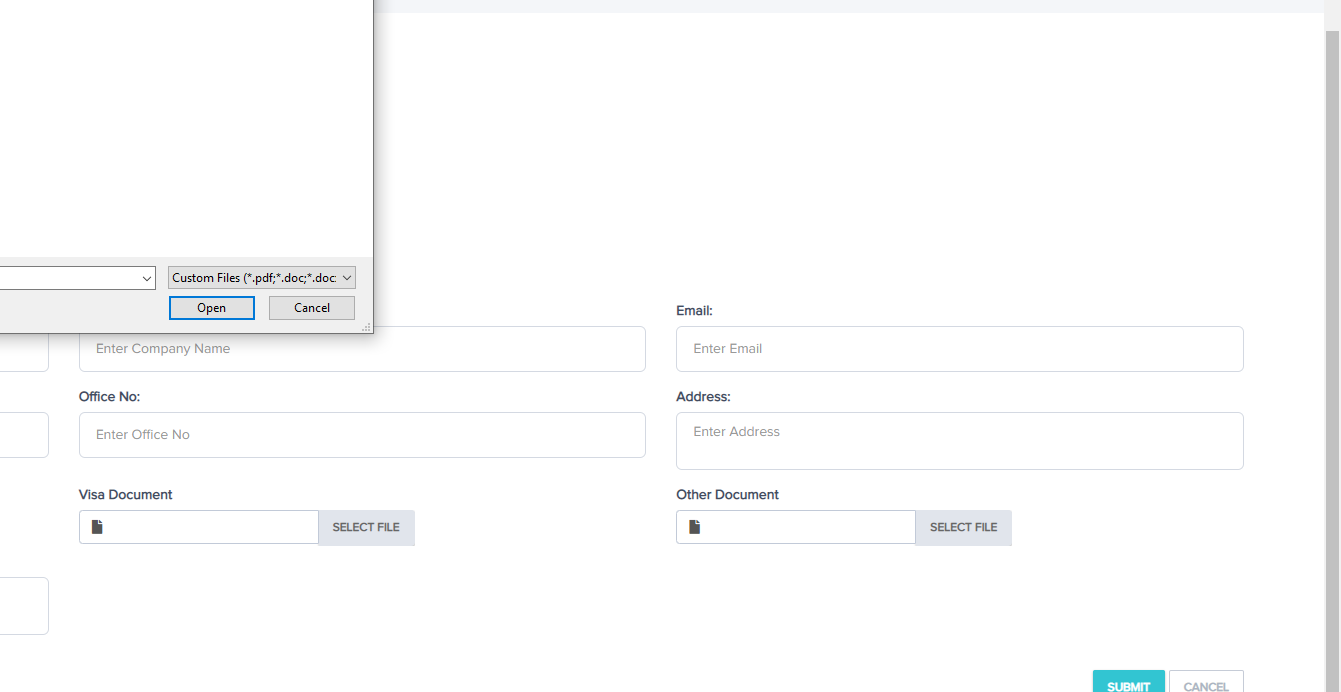 Custom Files (*.pdf;*.doc;*.doc:
Open
Cancel
Email:
Enter Company Name
Enter Email
Office No:
Address:
Enter Office No
Enter Address
Visa Document
Other Document
SELECT FILE
SELECT FILE
SUBMIT
CANCEL